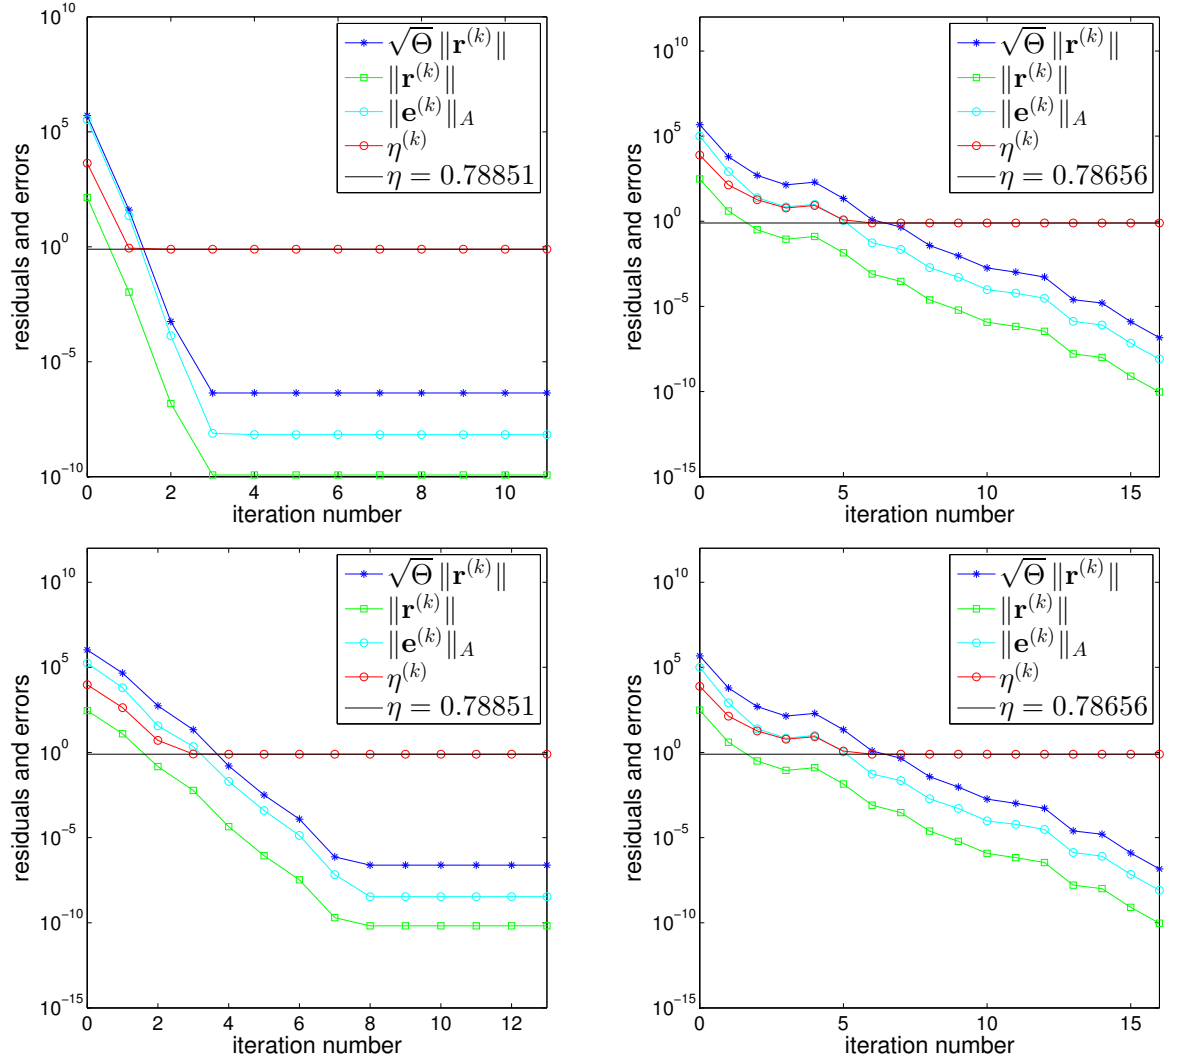 10^10
10^5
10^0
10^−5
10^−10
residuals and errors
0 2 4 6 8 10
iteration number
√Θ ‖r^(k)‖
‖r^(k)‖
‖e^(k)‖_A
η^(k)
η = 0.78851
10^10
10^5
10^0
10^−5
10^−10
10^−15
residuals and errors
0 5 10 15
iteration number
√Θ ‖r^(k)‖
‖r^(k)‖
‖e^(k)‖_A
η^(k)
η = 0.78656
10^10
10^5
10^0
10^−5
10^−10
10^−15
residuals and errors
0 2 4 6 8 10 12
iteration number
√Θ ‖r^(k)‖
‖r^(k)‖
‖e^(k)‖_A
η^(k)
η = 0.78851
10^10
10^5
10^0
10^−5
10^−10
10^−15
residuals and errors
0 5 10 15
iteration number
√Θ ‖r^(k)‖
‖r^(k)‖
‖e^(k)‖_A
η^(k)
η = 0.78656